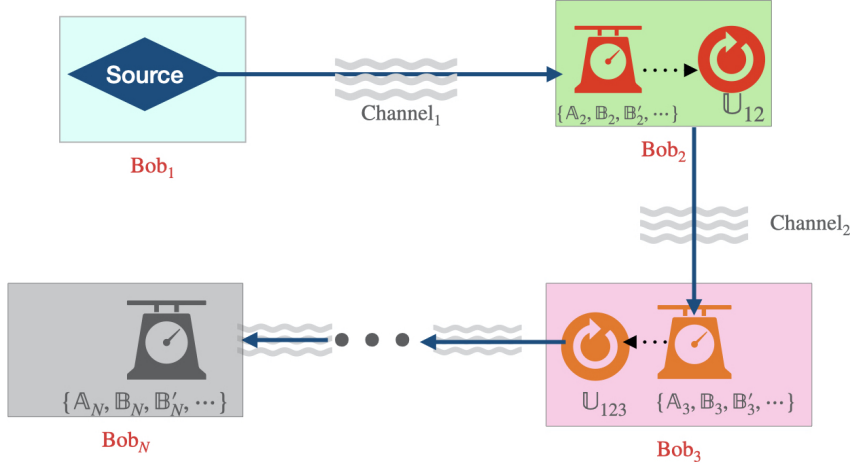 Source
Channel₁
{𝔸₂, 𝔹₂, 𝔹′₂, ⋯}
𝕌₁₂
Bob₁
Bob₂
Channel₂
{𝔸_N, 𝔹_N, 𝔹′_N, ⋯}
𝕌₁₂₃
{𝔸₃, 𝔹₃, 𝔹′₃, ⋯}
Bob_N
Bob₃